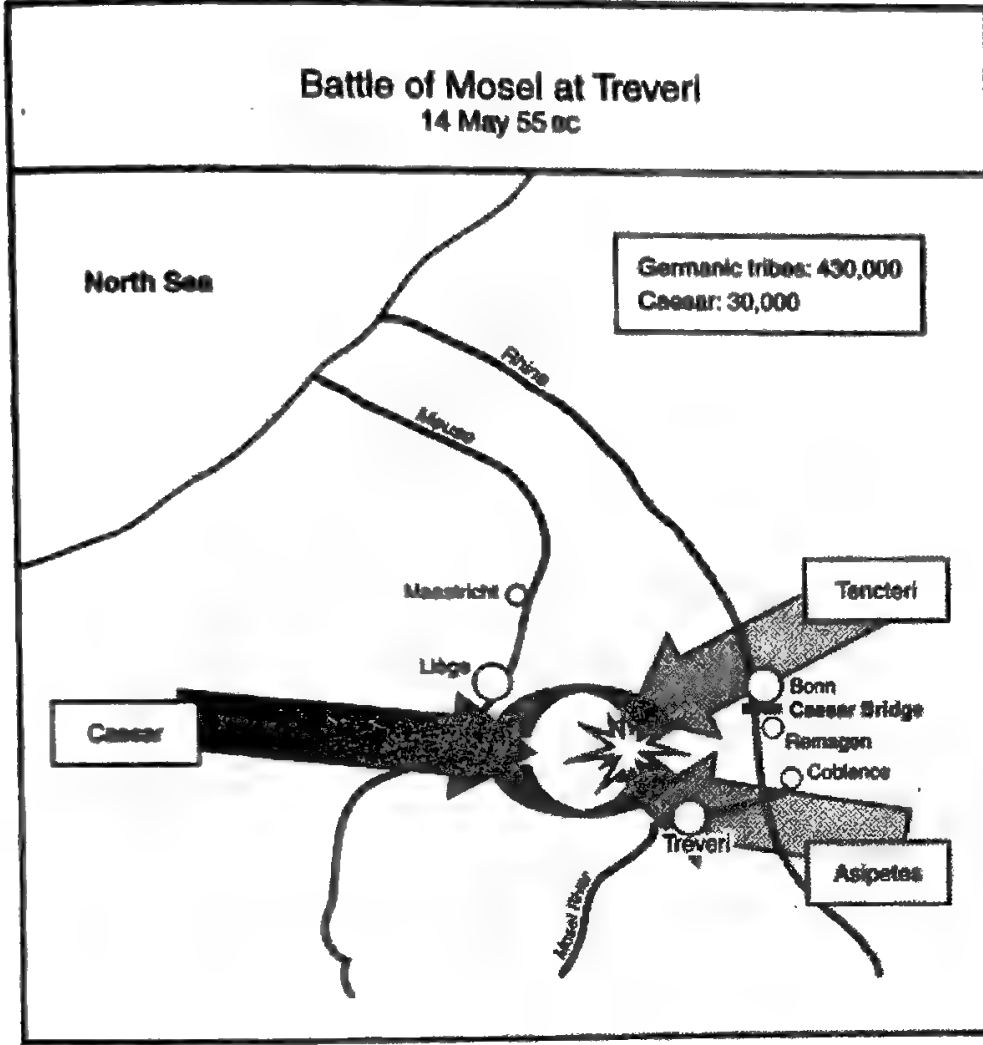 Battle of Mosel at Treveri
14 May 55 BC
North Sea
Germanic tribes: 430,000
Caesar: 30,000
Rhine
Meuse
Maastricht
Tencteri
Liège
Bonn
Caesar Bridge
Caesar
Remagen
Coblence
Treveri
Asipetes
Mosel River